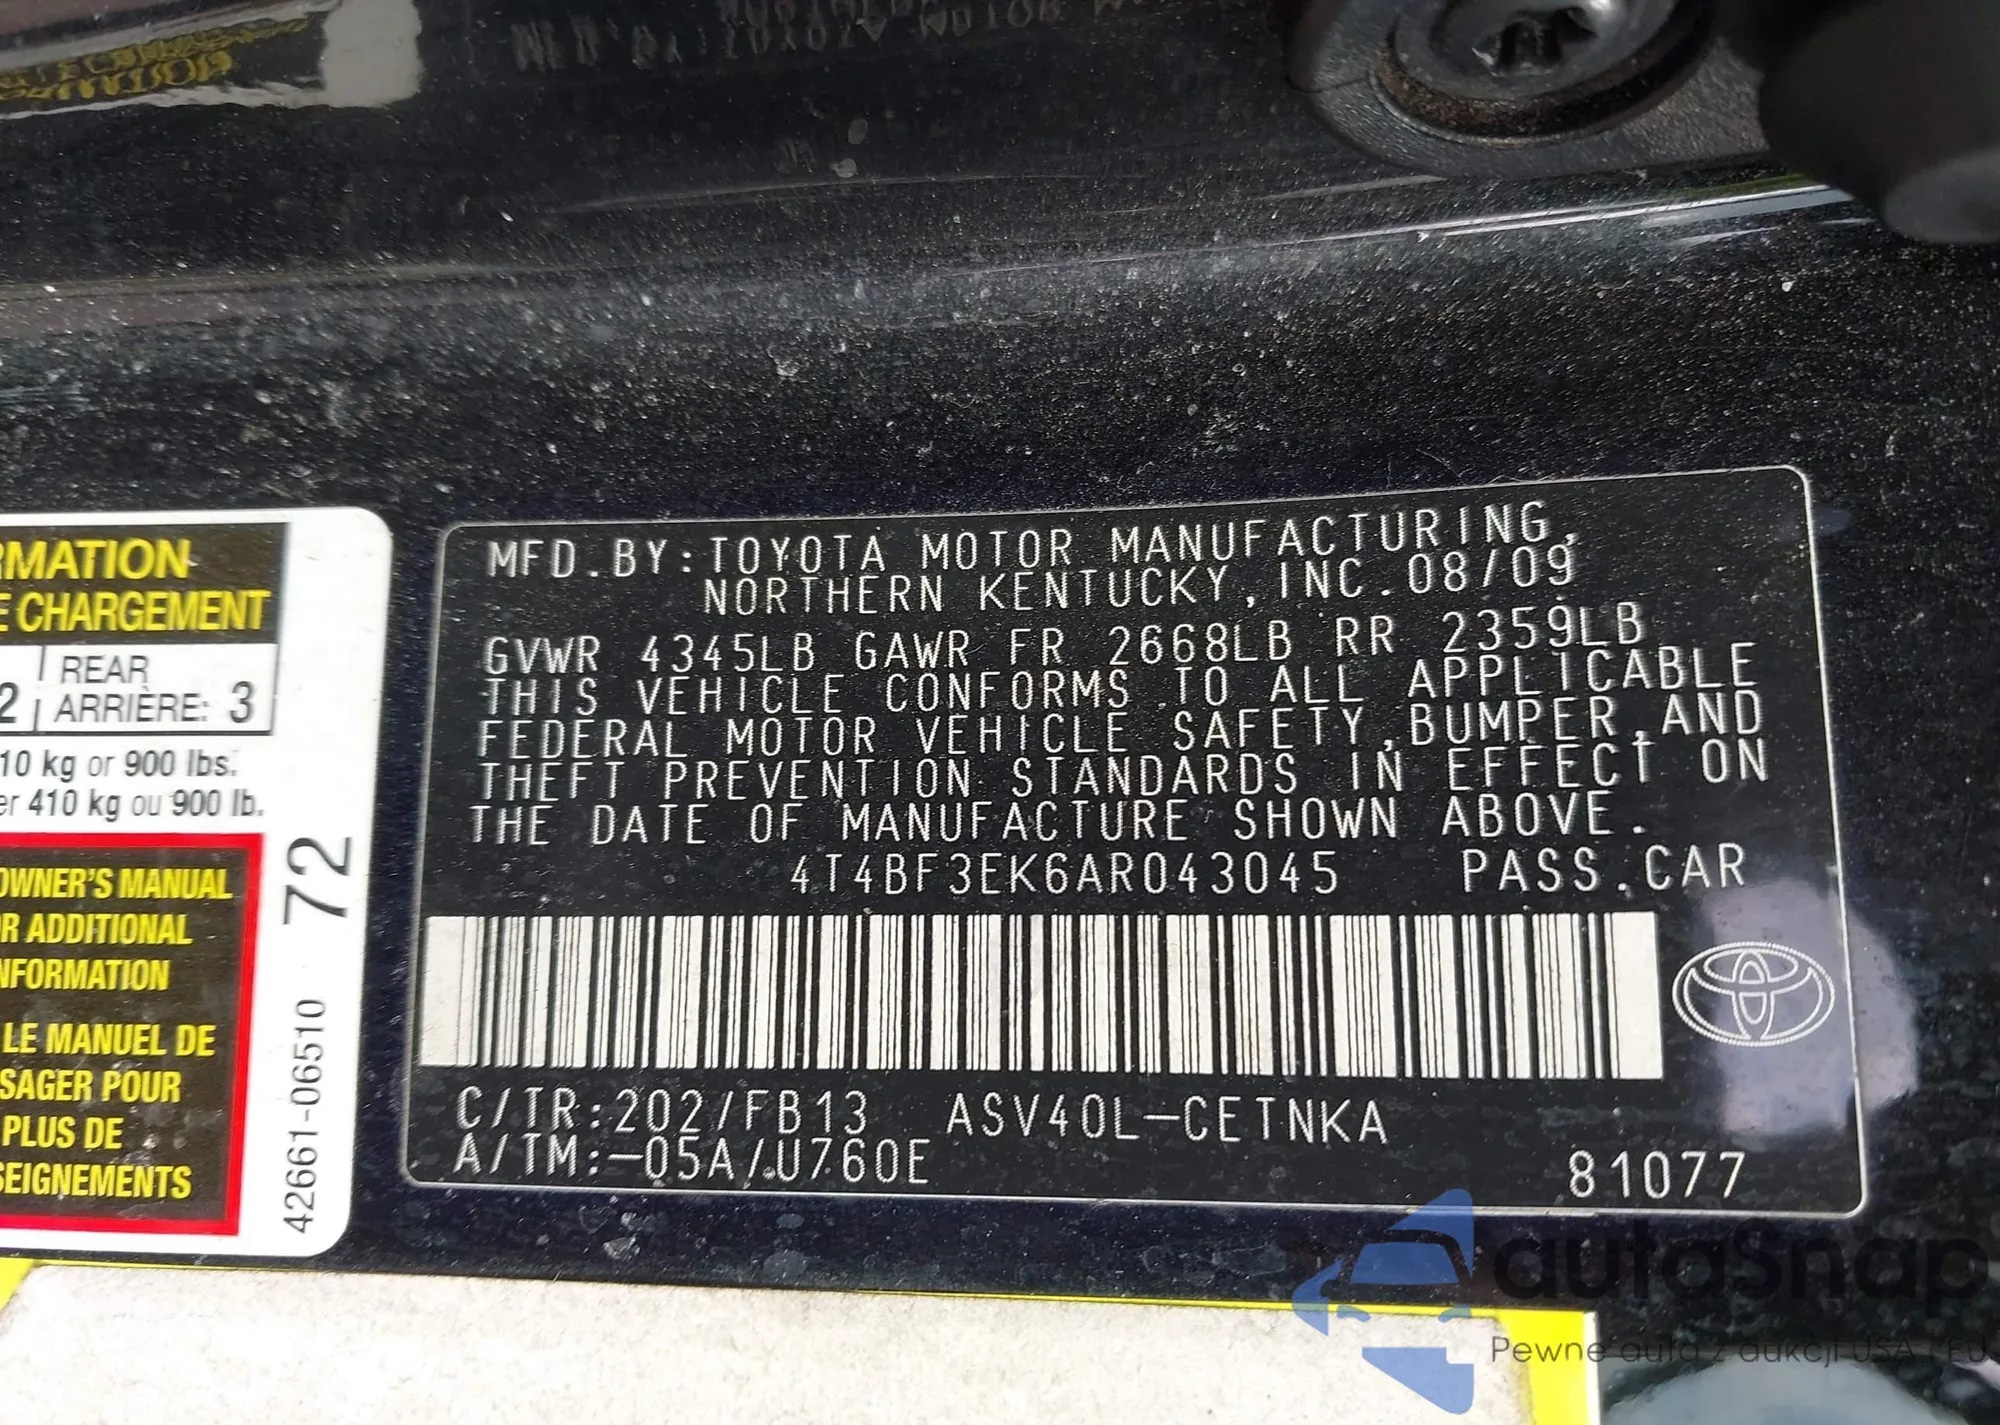 RMATION
E CHARGEMENT
2 | REAR
ARRIÈRE: 3
10 kg or 900 lbs.
er 410 kg ou 900 lb.
OWNER'S MANUAL
R ADDITIONAL
NFORMATION
LE MANUEL DE
SAGER POUR
PLUS DE
SEIGNEMENTS
72
42661-06510
MFD.BY:TOYOTA MOTOR MANUFACTURING,
NORTHERN KENTUCKY,INC.08/09
GVWR 4345LB GAWR FR 2668LB RR 2359LB
THIS VEHICLE CONFORMS TO ALL APPLICABLE
FEDERAL MOTOR VEHICLE SAFETY,BUMPER,AND
THEFT PREVENTION STANDARDS IN EFFECT ON
THE DATE OF MANUFACTURE SHOWN ABOVE.
4T4BF3EK6AR043045 PASS.CAR
C/TR:202/FB13 ASV40L-CETNKA
A/TM:-05A/U760E
81077
autoSnap
Pewne auta z aukcji USA i EU